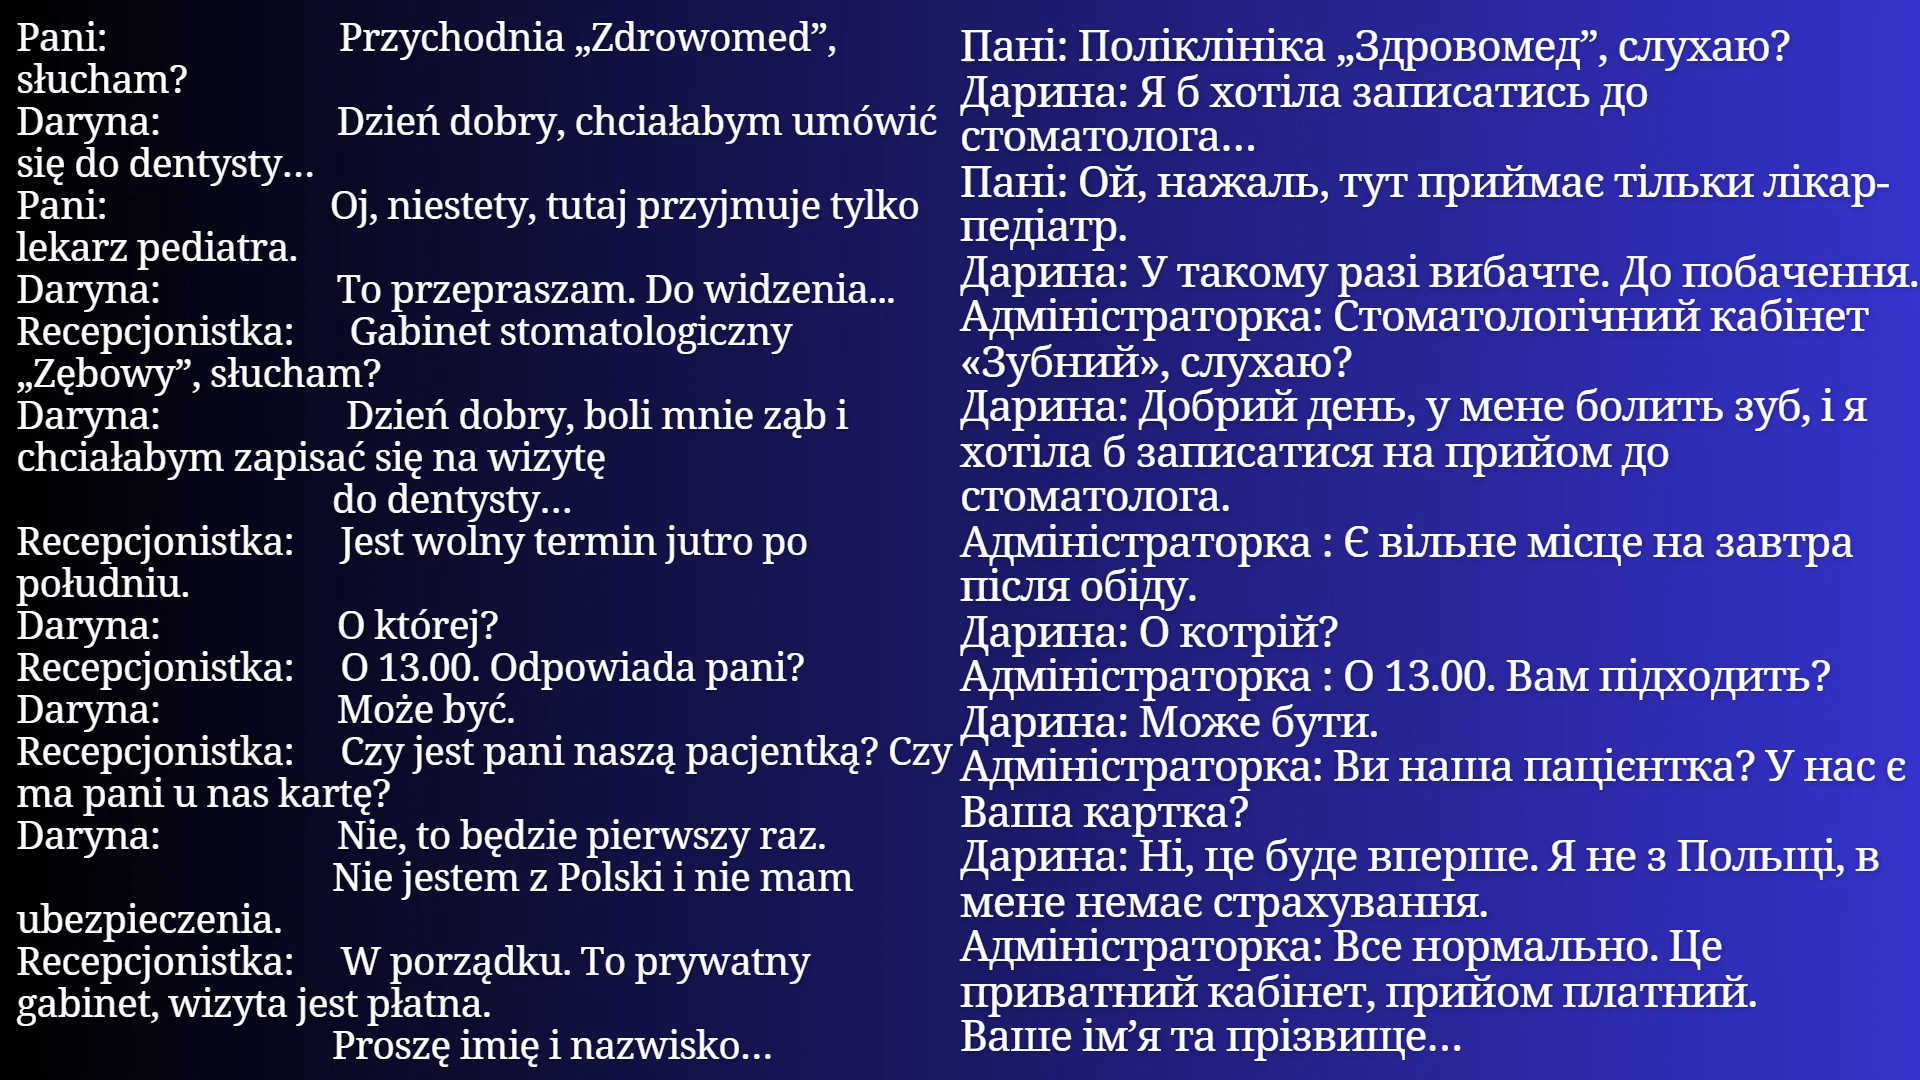 Pani: Przychodnia „Zdrowomed”,
słucham?
Daryna: Dzień dobry, chciałabym umówić
się do dentysty…
Pani: Oj, niestety, tutaj przyjmuje tylko
lekarz pediatra.
Daryna: To przepraszam. Do widzenia...
Recepcjonistka: Gabinet stomatologiczny
„Zębowy”, słucham?
Daryna: Dzień dobry, boli mnie ząb i
chciałabym zapisać się na wizytę
do dentysty…
Recepcjonistka: Jest wolny termin jutro po
południu.
Daryna: O której?
Recepcjonistka: O 13.00. Odpowiada pani?
Daryna: Może być.
Recepcjonistka: Czy jest pani naszą pacjentką? Czy
ma pani u nas kartę?
Daryna: Nie, to będzie pierwszy raz.
Nie jestem z Polski i nie mam
ubezpieczenia.
Recepcjonistka: W porządku. To prywatny
gabinet, wizyta jest płatna.
Proszę imię i nazwisko…
Пані: Поліклініка „Здровомед”, слухаю?
Дарина: Я б хотіла записатись до
стоматолога…
Пані: Ой, нажаль, тут приймає тільки лікар-
педіатр.
Дарина: У такому разі вибачте. До побачення.
Адміністраторка: Стоматологічний кабінет
«Зубний», слухаю?
Дарина: Добрий день, у мене болить зуб, і я
хотіла б записатися на прийом до
стоматолога.
Адміністраторка : Є вільне місце на завтра
після обіду.
Дарина: О котрій?
Адміністраторка : О 13.00. Вам підходить?
Дарина: Може бути.
Адміністраторка: Ви наша пацієнтка? У нас є
Ваша картка?
Дарина: Ні, це буде вперше. Я не з Польщі, в
мене немає страхування.
Адміністраторка: Все нормально. Це
приватний кабінет, прийом платний.
Ваше ім’я та прізвище…